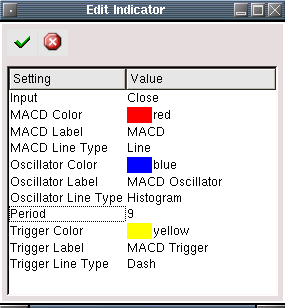 Edit Indicator
Setting Value
Input Close
MACD Color red
MACD Label MACD
MACD Line Type Line
Oscillator Color blue
Oscillator Label MACD Oscillator
Oscillator Line Type Histogram
Period 9
Trigger Color yellow
Trigger Label MACD Trigger
Trigger Line Type Dash